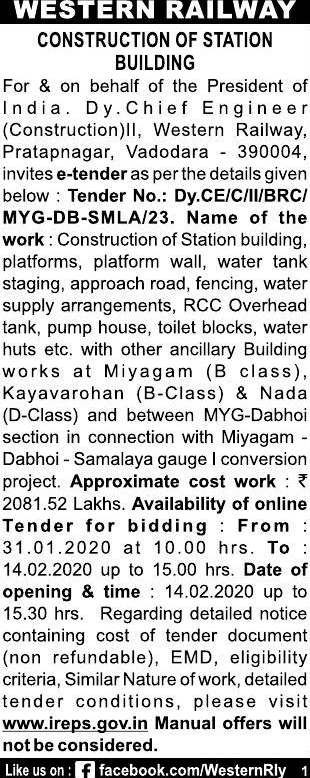 WESTERN RAILWAY
CONSTRUCTION OF STATION
BUILDING
For & on behalf of the President of
India. Dy.Chief Engineer
(Construction)II, Western Railway,
Pratapnagar, Vadodara - 390004,
invites e-tender as per the details given
below : Tender No.: Dy.CE/C/II/BRC/
MYG-DB-SMLA/23. Name of the
work : Construction of Station building,
platforms, platform wall, water tank
staging, approach road, fencing, water
supply arrangements, RCC Overhead
tank, pump house, toilet blocks, water
huts etc. with other ancillary Building
works at Miyagam (B class),
Kayavarohan (B-Class) & Nada
(D-Class) and between MYG-Dabhoi
section in connection with Miyagam -
Dabhoi - Samalaya gauge I conversion
project. Approximate cost work : ₹
2081.52 Lakhs. Availability of online
Tender for bidding : From :
31.01.2020 at 10.00 hrs. To :
14.02.2020 up to 15.00 hrs. Date of
opening & time : 14.02.2020 up to
15.30 hrs. Regarding detailed notice
containing cost of tender document
(non refundable), EMD, eligibility
criteria, Similar Nature of work, detailed
tender conditions, please visit
www.ireps.gov.in Manual offers will
not be considered.
Like us on : f facebook.com/WesternRly 1